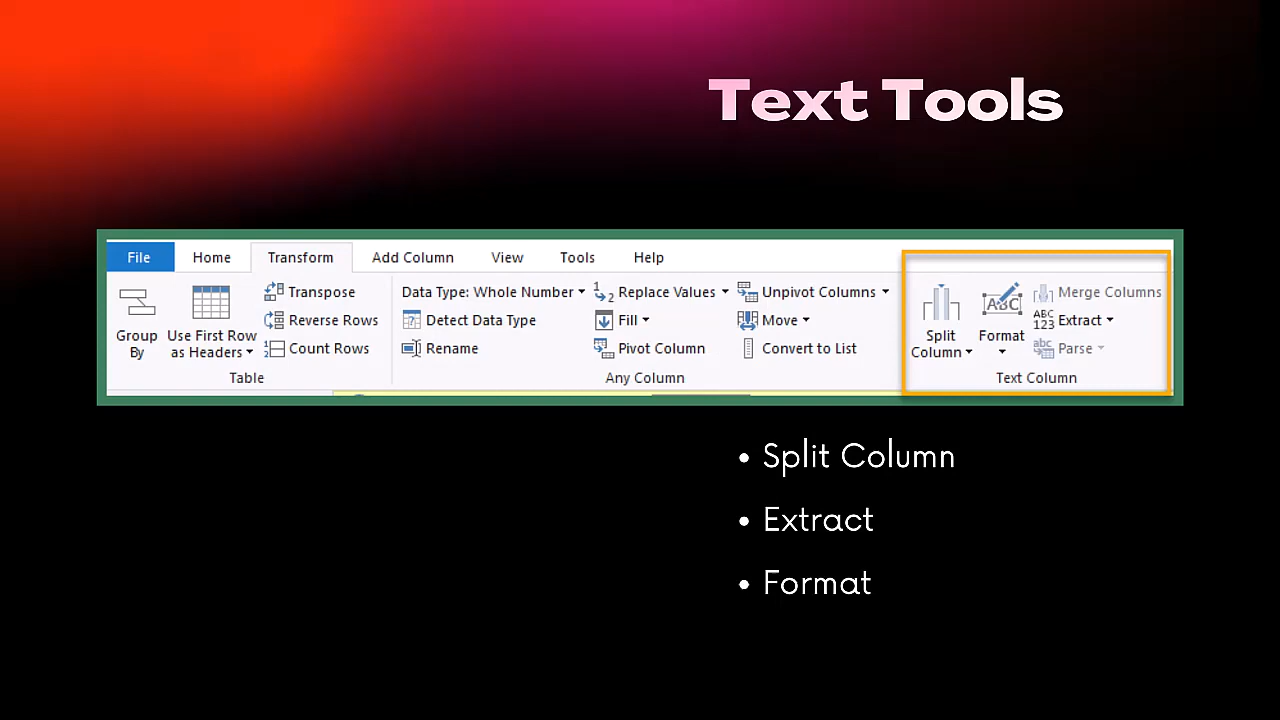 Text Tools
File Home Transform Add Column View Tools Help
Transpose Data Type: Whole Number Replace Values Unpivot Columns Merge Columns
Reverse Rows Detect Data Type Fill Move Extract
Group By Use First Row as Headers Count Rows Rename Pivot Column Convert to List Split Column Format Parse
Table Any Column Text Column
• Split Column
• Extract
• Format